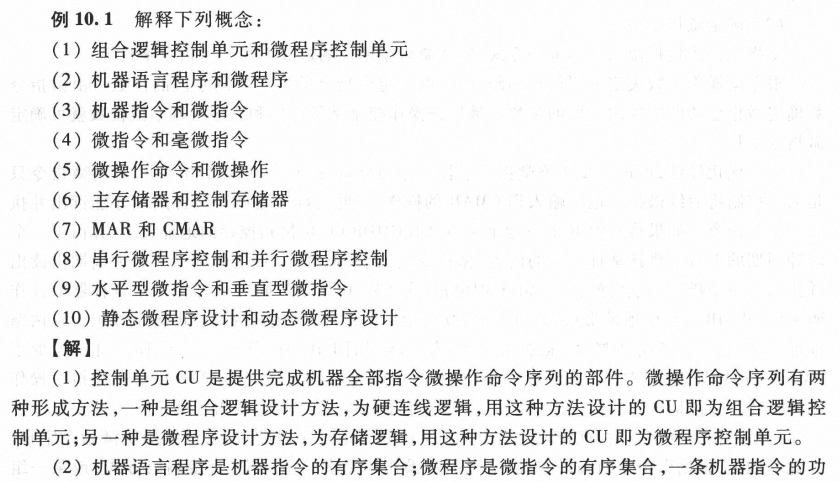 例 10.1 解释下列概念：
(1) 组合逻辑控制单元和微程序控制单元
(2) 机器语言程序和微程序
(3) 机器指令和微指令
(4) 微指令和毫微指令
(5) 微操作命令和微操作
(6) 主存储器和控制存储器
(7) MAR 和 CMAR
(8) 串行微程序控制和并行微程序控制
(9) 水平型微指令和垂直型微指令
(10) 静态微程序设计和动态微程序设计
【解】
(1) 控制单元 CU 是提供完成机器全部指令微操作命令序列的部件。微操作命令序列有两
种形成方法,一种是组合逻辑设计方法,为硬连线逻辑,用这种方法设计的 CU 即为组合逻辑控
制单元;另一种是微程序设计方法,为存储逻辑,用这种方法设计的 CU 即为微程序控制单元。
(2) 机器语言程序是机器指令的有序集合;微程序是微指令的有序集合,一条机器指令的功